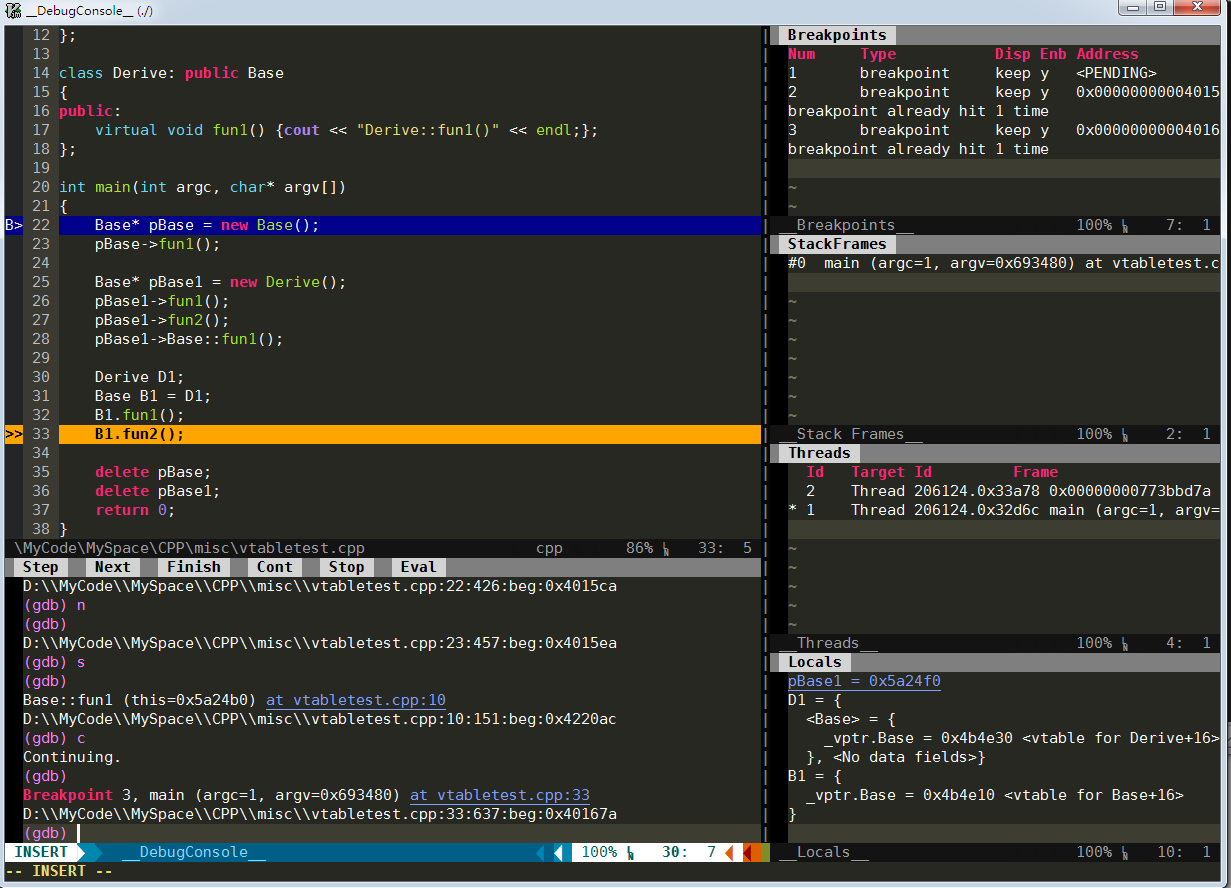 __DebugConsole__ (./)
12 };
13
14 class Derive: public Base
15 {
16 public:
17     virtual void fun1() {cout << "Derive::fun1()" << endl;};
18 };
19
20 int main(int argc, char* argv[])
21 {
B> 22     Base* pBase = new Base();
23     pBase->fun1();
24
25     Base* pBase1 = new Derive();
26     pBase1->fun1();
27     pBase1->fun2();
28     pBase1->Base::fun1();
29
30     Derive D1;
31     Base B1 = D1;
32     B1.fun1();
>> 33     B1.fun2();
34
35     delete pBase;
36     delete pBase1;
37     return 0;
38 }
\MyCode\MySpace\CPP\misc\vtabletest.cpp cpp 86% 33: 5
Step Next Finish Cont Stop Eval
D:\\MyCode\\MySpace\\CPP\\misc\\vtabletest.cpp:22:426:beg:0x4015ca
(gdb) n
(gdb)
D:\\MyCode\\MySpace\\CPP\\misc\\vtabletest.cpp:23:457:beg:0x4015ea
(gdb) s
(gdb)
Base::fun1 (this=0x5a24b0) at vtabletest.cpp:10
D:\\MyCode\\MySpace\\CPP\\misc\\vtabletest.cpp:10:151:beg:0x4220ac
(gdb) c
Continuing.
(gdb)
Breakpoint 3, main (argc=1, argv=0x693480) at vtabletest.cpp:33
D:\\MyCode\\MySpace\\CPP\\misc\\vtabletest.cpp:33:637:beg:0x40167a
(gdb)
INSERT __DebugConsole__ 100% 30: 7
-- INSERT --
Breakpoints
Num Type Disp Enb Address
1 breakpoint keep y <PENDING>
2 breakpoint keep y 0x00000000004015
breakpoint already hit 1 time
3 breakpoint keep y 0x00000000004016
breakpoint already hit 1 time
~
~
__Breakpoints__ 100% 7: 1
StackFrames
#0 main (argc=1, argv=0x693480) at vtabletest.c
~
~
~
~
~
~
~
__Stack Frames__ 100% 2: 1
Threads
Id Target Id Frame
2 Thread 206124.0x33a78 0x00000000773bbd7a
* 1 Thread 206124.0x32d6c main (argc=1, argv=
~
~
~
~
~
__Threads__ 100% 4: 1
Locals
pBase1 = 0x5a24f0
D1 = {
  <Base> = {
    _vptr.Base = 0x4b4e30 <vtable for Derive+16>
  }, <No data fields>}
B1 = {
  _vptr.Base = 0x4b4e10 <vtable for Base+16>
}
__Locals__ 100% 10: 1